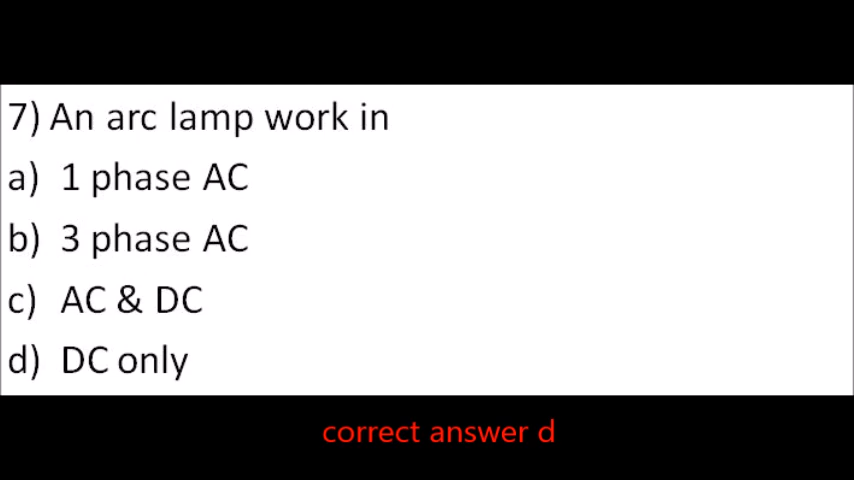 7) An arc lamp work in
a) 1 phase AC
b) 3 phase AC
c) AC & DC
d) DC only
correct answer d